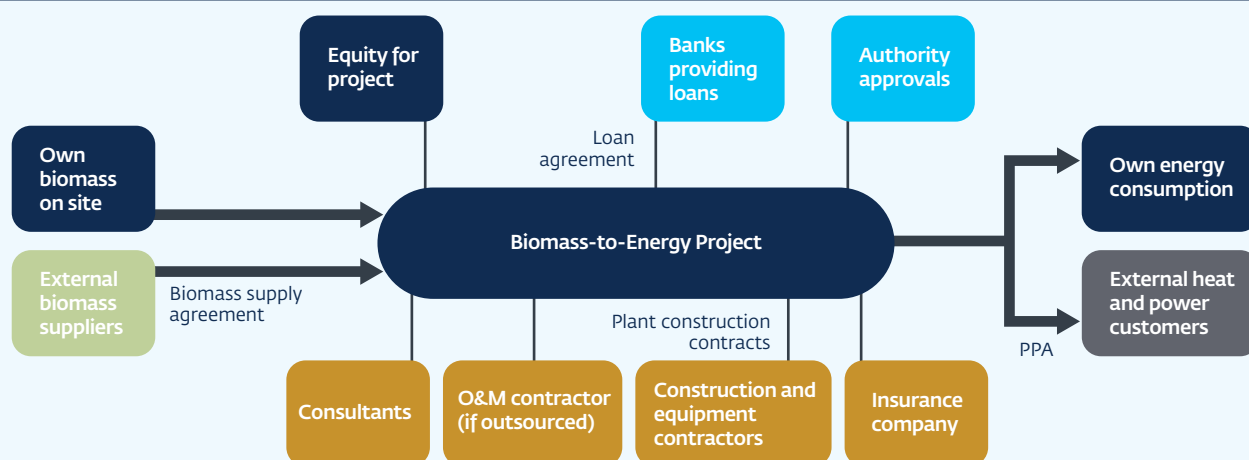 Equity for
project
Banks
providing
loans
Authority
approvals
Loan
agreement
Own
biomass
on site
Own energy
consumption
Biomass-to-Energy Project
External
biomass
suppliers
Biomass supply
agreement
External heat
and power
customers
Plant construction
contracts
PPA
Consultants
O&M contractor
(if outsourced)
Construction and
equipment
contractors
Insurance
company